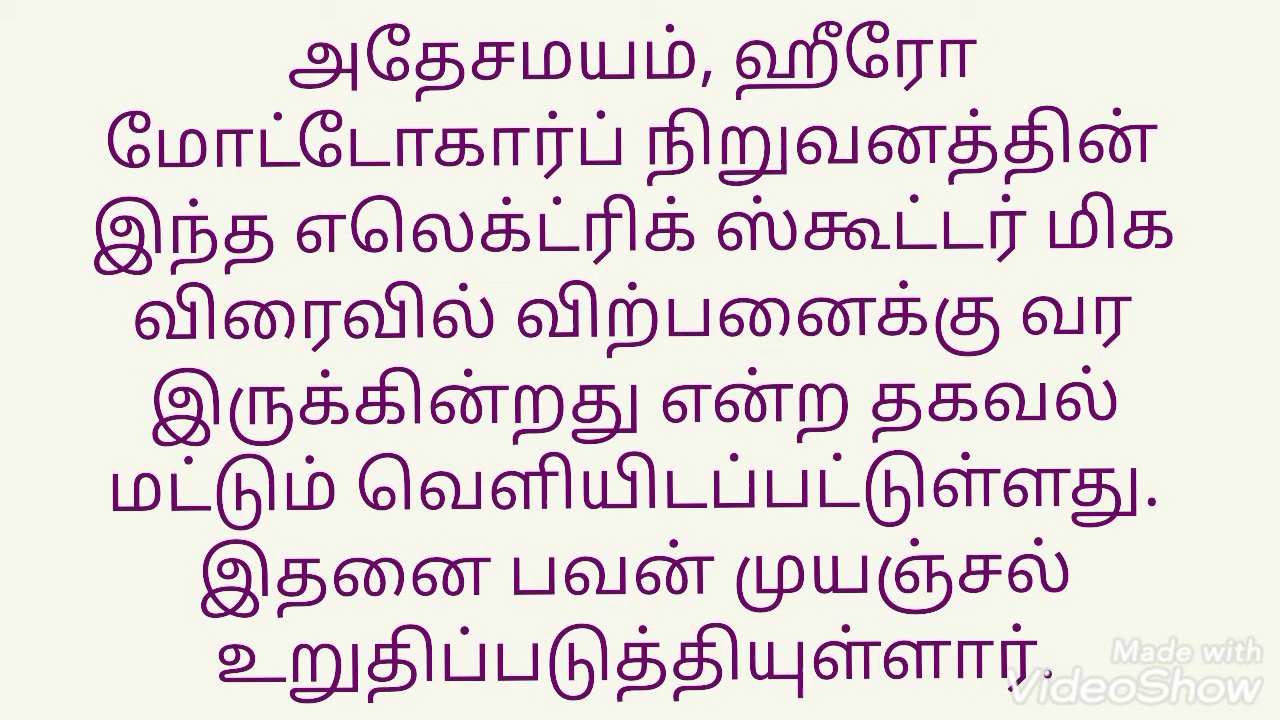 அதேசமயம், ஹீரோ
மோட்டோகார்ப் நிறுவனத்தின்
இந்த எலெக்ட்ரிக் ஸ்கூட்டர் மிக
விரைவில் விற்பனைக்கு வர
இருக்கின்றது என்ற தகவல்
மட்டும் வெளியிடப்பட்டுள்ளது.
இதனை பவன் முயஞ்சல்
உறுதிப்படுத்தியுள்ளார்.
Made with
VideoShow